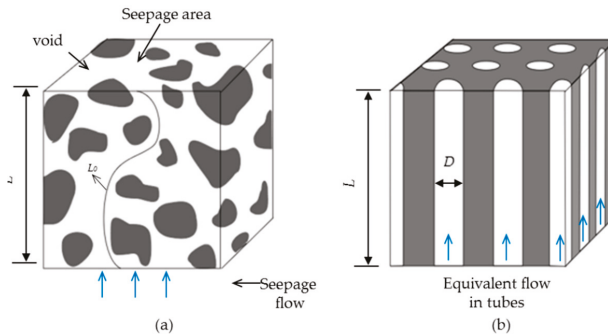 Seepage area
void
L₀
Seepage
flow
(a)
L
D
Equivalent flow
in tubes
(b)